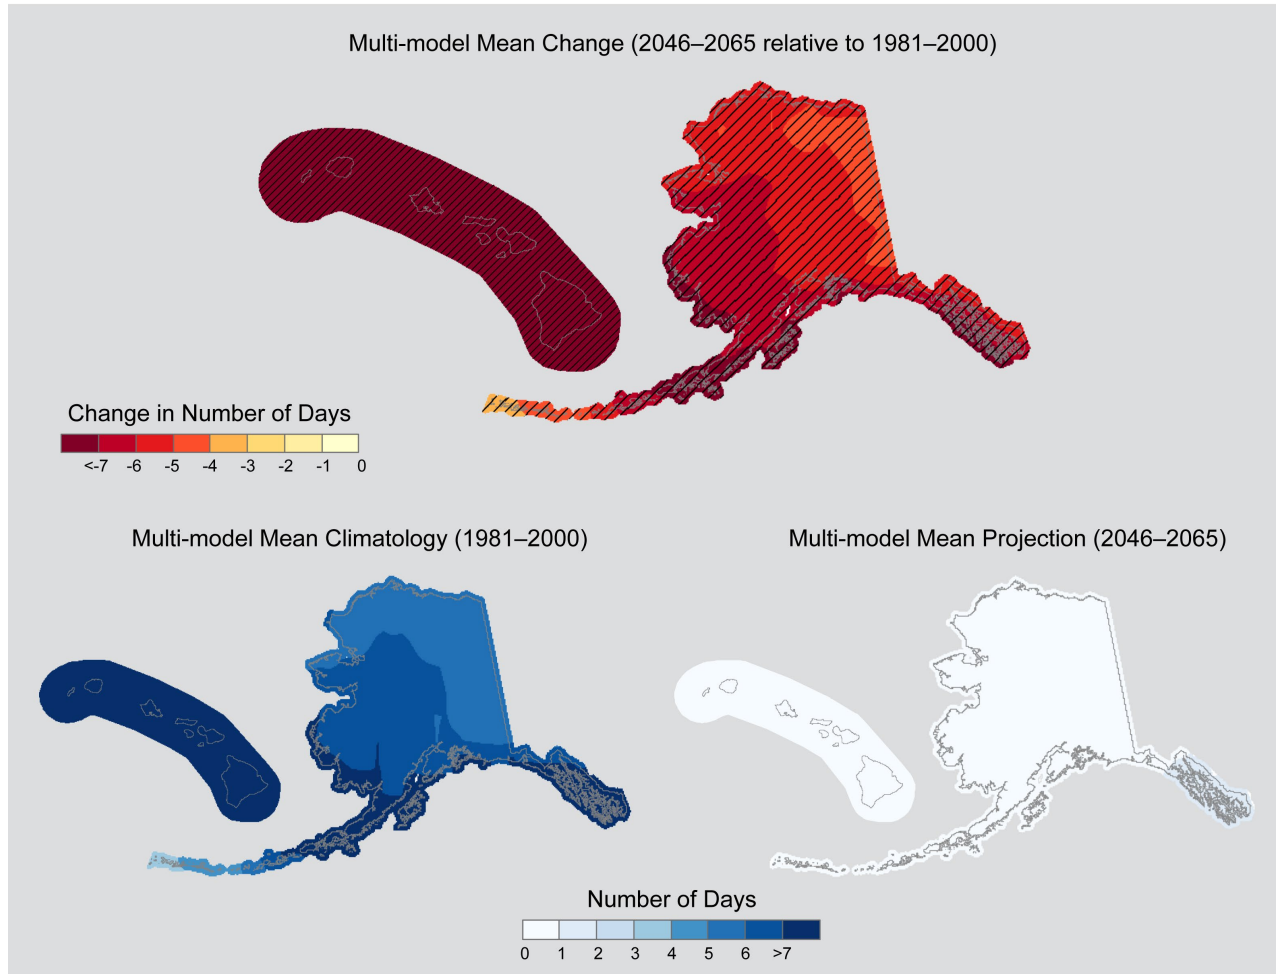 Multi-model Mean Change (2046–2065 relative to 1981–2000)
Change in Number of Days
<-7 -6 -5 -4 -3 -2 -1 0
Multi-model Mean Climatology (1981–2000)
Multi-model Mean Projection (2046–2065)
Number of Days
0 1 2 3 4 5 6 >7